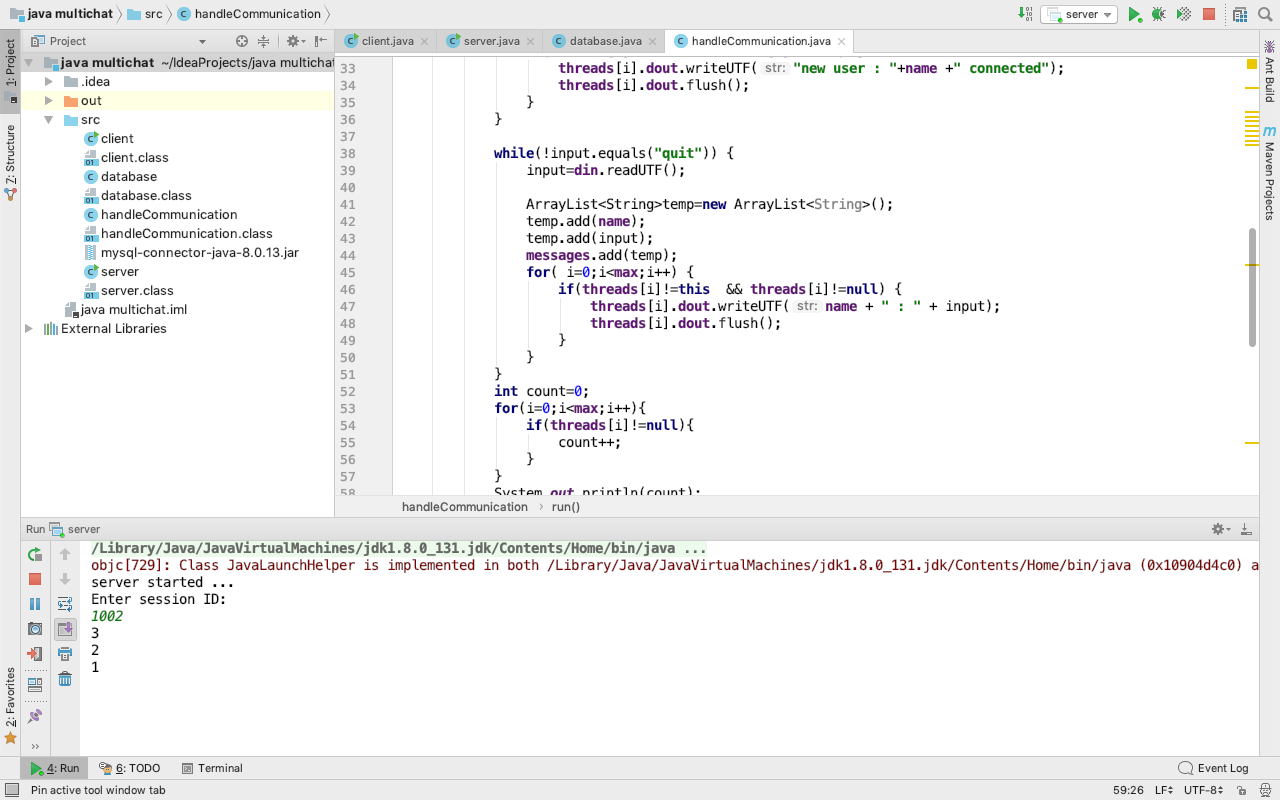 java multichat src handleCommunication server
1: Project
Project
client.java server.java database.java handleCommunication.java
java multichat ~/IdeaProjects/java multichat
.idea
out
src
client
client.class
database
database.class
handleCommunication
handleCommunication.class
mysql-connector-java-8.0.13.jar
server
server.class
java multichat.iml
External Libraries
Z: Structure
2: Favorites
33 threads[i].dout.writeUTF( str: "new user : "+name +" connected");
34 threads[i].dout.flush();
35 }
36 }
37
38 while(!input.equals("quit")) {
39 input=din.readUTF();
40
41 ArrayList<String>temp=new ArrayList<String>();
42 temp.add(name);
43 temp.add(input);
44 messages.add(temp);
45 for( i=0;i<max;i++) {
46 if(threads[i]!=this && threads[i]!=null) {
47 threads[i].dout.writeUTF( str: name + " : " + input);
48 threads[i].dout.flush();
49 }
50 }
51 }
52 int count=0;
53 for(i=0;i<max;i++){
54 if(threads[i]!=null){
55 count++;
56 }
57 }
58 System.out.println(count);
handleCommunication run()
Ant Build
m Maven Projects
Run server
/Library/Java/JavaVirtualMachines/jdk1.8.0_131.jdk/Contents/Home/bin/java ...
objc[729]: Class JavaLaunchHelper is implemented in both /Library/Java/JavaVirtualMachines/jdk1.8.0_131.jdk/Contents/Home/bin/java (0x10904d4c0) a
server started ...
Enter session ID:
1002
3
2
1
4: Run 6: TODO Terminal Event Log
Pin active tool window tab 59:26 LF UTF-8